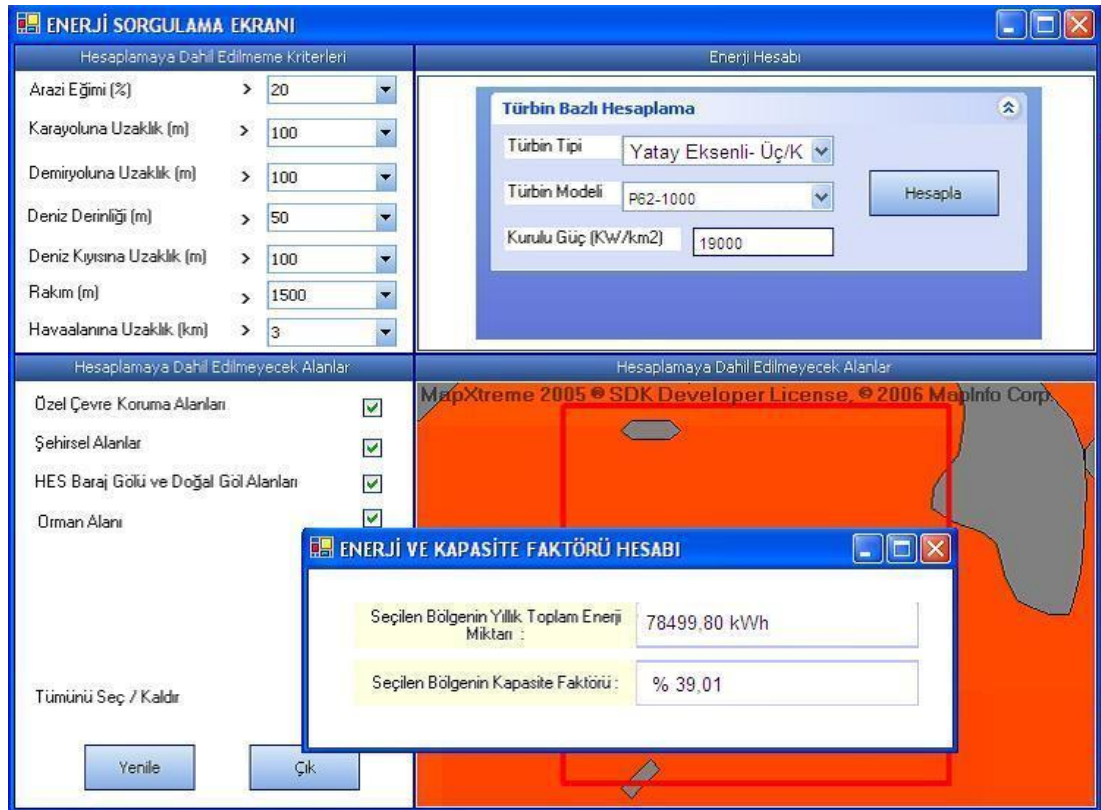 ENERJİ SORGULAMA EKRANI
Hesaplamaya Dahil Edilmeme Kriterleri
Arazi Eğimi (%) > 20
Karayoluna Uzaklık (m) > 100
Demiryoluna Uzaklık (m) > 100
Deniz Derinliği (m) > 50
Deniz Kıyısına Uzaklık (m) > 100
Rakım (m) > 1500
Havaalanına Uzaklık (km) > 3
Enerji Hesabı
Türbin Bazlı Hesaplama
Türbin Tipi Yatay Eksenli- Üç/K
Türbin Modeli P62-1000
Hesapla
Kurulu Güç (KW/km2) 19000
Hesaplamaya Dahil Edilmeyecek Alanlar
Özel Çevre Koruma Alanları
Şehirsel Alanlar
HES Baraj Gölü ve Doğal Göl Alanları
Orman Alanı
Tümünü Seç / Kaldır
Yenile Çık
Hesaplamaya Dahil Edilmeyecek Alanlar
MapXtreme 2005 ® SDK Developer License, © 2006 MapInfo Corp.
ENERJİ VE KAPASİTE FAKTÖRÜ HESABI
Seçilen Bölgenin Yıllık Toplam Enerji
Miktarı : 78499,80 kWh
Seçilen Bölgenin Kapasite Faktörü : % 39,01